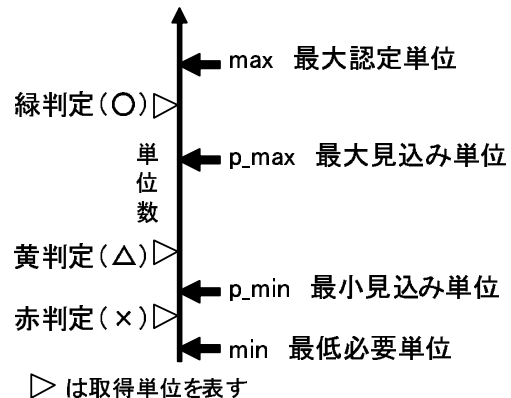 max 最大認定単位
緑判定(○)
p_max 最大見込み単位
単位数
黄判定(△)
p_min 最小見込み単位
赤判定(×)
min 最低必要単位
▷ は取得単位を表す